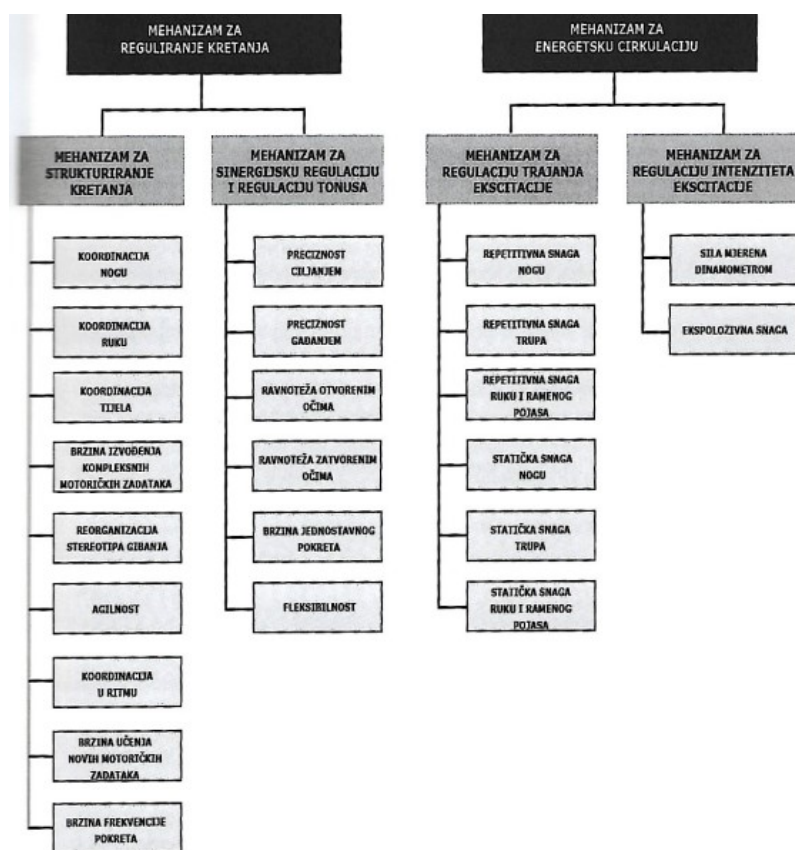 MEHANIZAM ZA
REGULIRANJE KRETANJA
MEHANIZAM ZA
STRUKTURIRANJE
KRETANJA
KOORDINACIJA
NOGU
KOORDINACIJA
RUKU
KOORDINACIJA
TIJELA
BRZINA IZVOĐENJA
KOMPLEKSNIH
MOTORIČKIH ZADATAKA
REORGANIZACIJA
STEREOTIPA GIBANJA
AGILNOST
KOORDINACIJA
U RITMU
BRZINA UČENJA
NOVIH MOTORIČKIH
ZADATAKA
BRZINA FREKVENCIJE
POKRETA
MEHANIZAM ZA
SINERGIJSKU REGULACIJU
I REGULACIJU TONUSA
PRECIZNOST
CILJANJEM
PRECIZNOST
GAĐANJEM
RAVNOTEŽA OTVORENIM
OČIMA
RAVNOTEŽA ZATVORENIM
OČIMA
BRZINA JEDNOSTAVNOG
POKRETA
FLEKSIBILNOST
MEHANIZAM ZA
ENERGETSKU CIRKULACIJU
MEHANIZAM ZA
REGULACIJU TRAJANJA
EKSCITACIJE
REPETITIVNA SNAGA
NOGU
REPETITIVNA SNAGA
TRUPA
REPETITIVNA SNAGA
RUKU I RAMENOG
POJASA
STATIČKA SNAGA
NOGU
STATIČKA SNAGA
TRUPA
STATIČKA SNAGA
RUKU I RAMENOG
POJASA
MEHANIZAM ZA
REGULACIJU INTENZITETA
EKSCITACIJE
SILA MJERENA
DINAMOMETROM
EKSPOLOZIVNA SNAGA